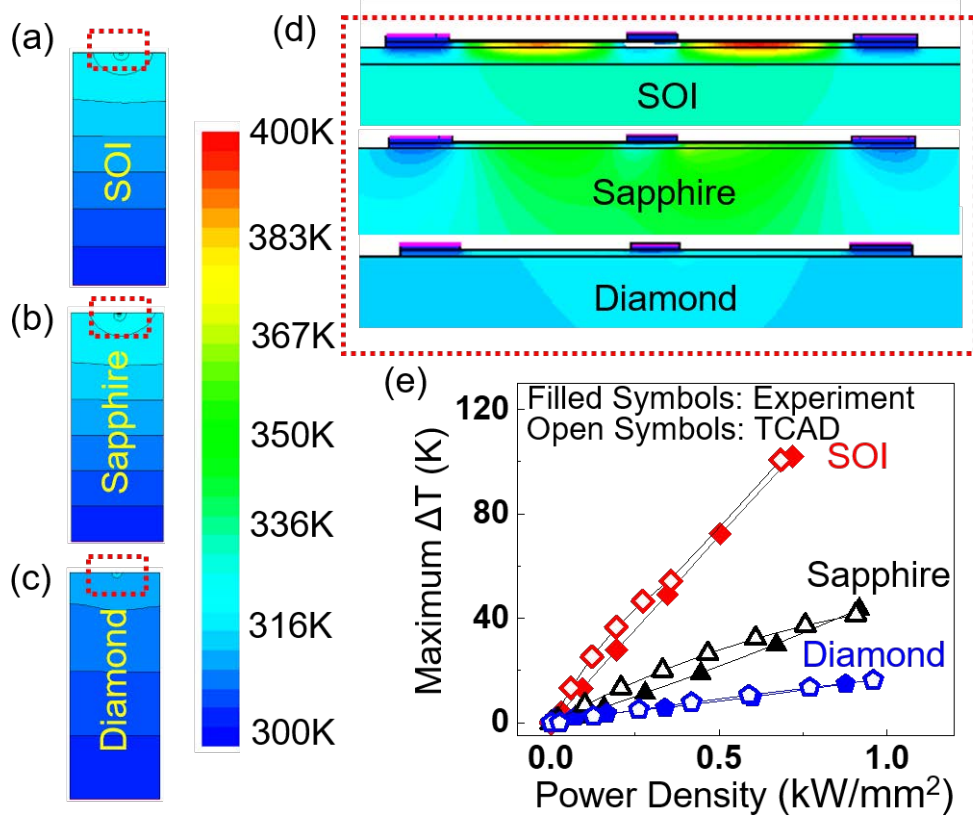 (a)
SOI
(b)
Sapphire
(c)
Diamond
400K
383K
367K
350K
336K
316K
300K
(d)
SOI
Sapphire
Diamond
(e)
Filled Symbols: Experiment
Open Symbols: TCAD
SOI
Sapphire
Diamond
120
80
40
0
Maximum ΔT (K)
0.0 0.5 1.0
Power Density (kW/mm²)